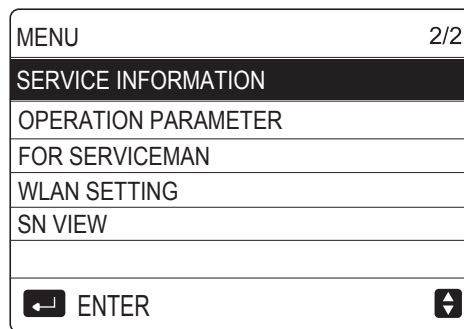 MENU 2/2
SERVICE INFORMATION
OPERATION PARAMETER
FOR SERVICEMAN
WLAN SETTING
SN VIEW
ENTER